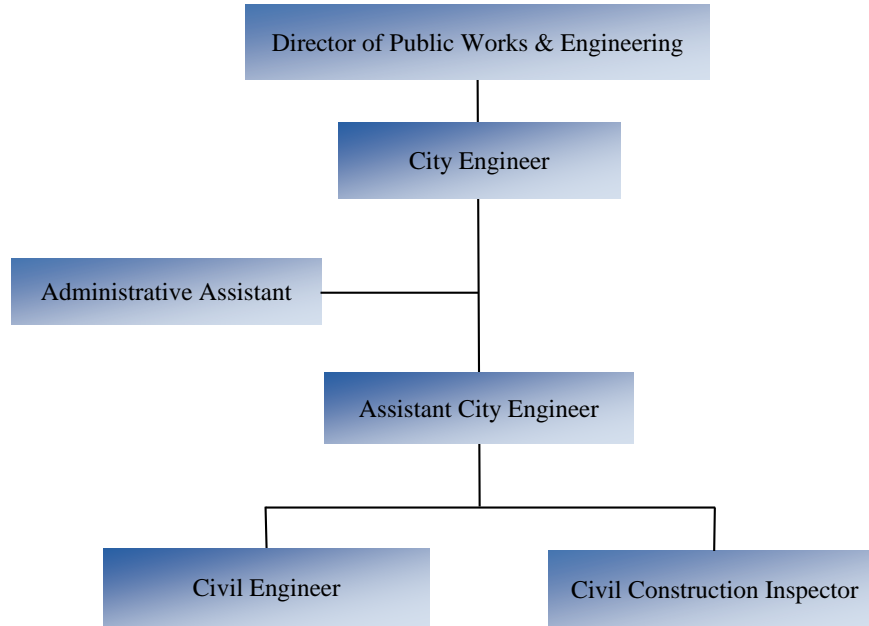 Director of Public Works & Engineering
City Engineer
Administrative Assistant
Assistant City Engineer
Civil Engineer
Civil Construction Inspector